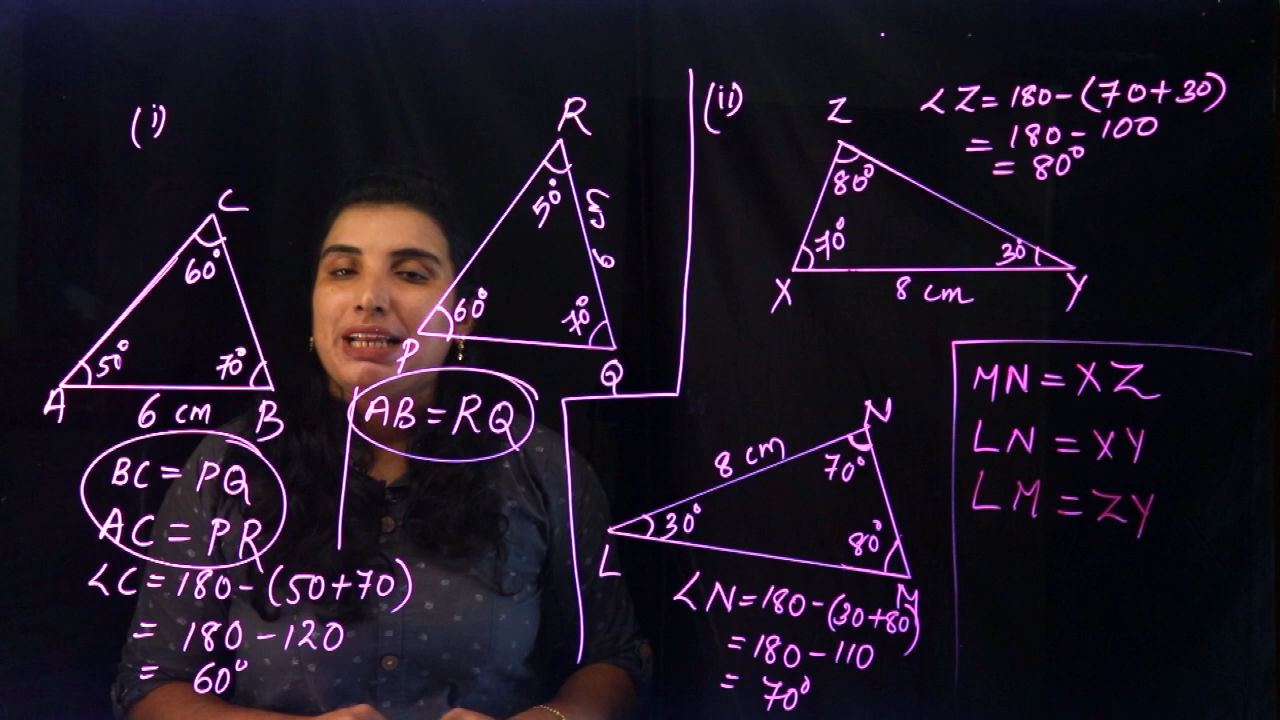 (i)
C
60°
A
50°
70°
6 cm
B
BC = PQ
AC = PR
∠C = 180 - (50+70)
= 180 - 120
= 60°
R
50°
6
P
60°
70°
Q
AB = RQ
(ii)
Z
80°
70°
30°
X
8 cm
Y
∠Z = 180 - (70+30)
= 180 - 100
= 80°
N
8 cm
70°
30°
80°
L
M
∠N = 180 - (30+80)
= 180 - 110
= 70°
MN = XZ
LN = XY
LM = ZY